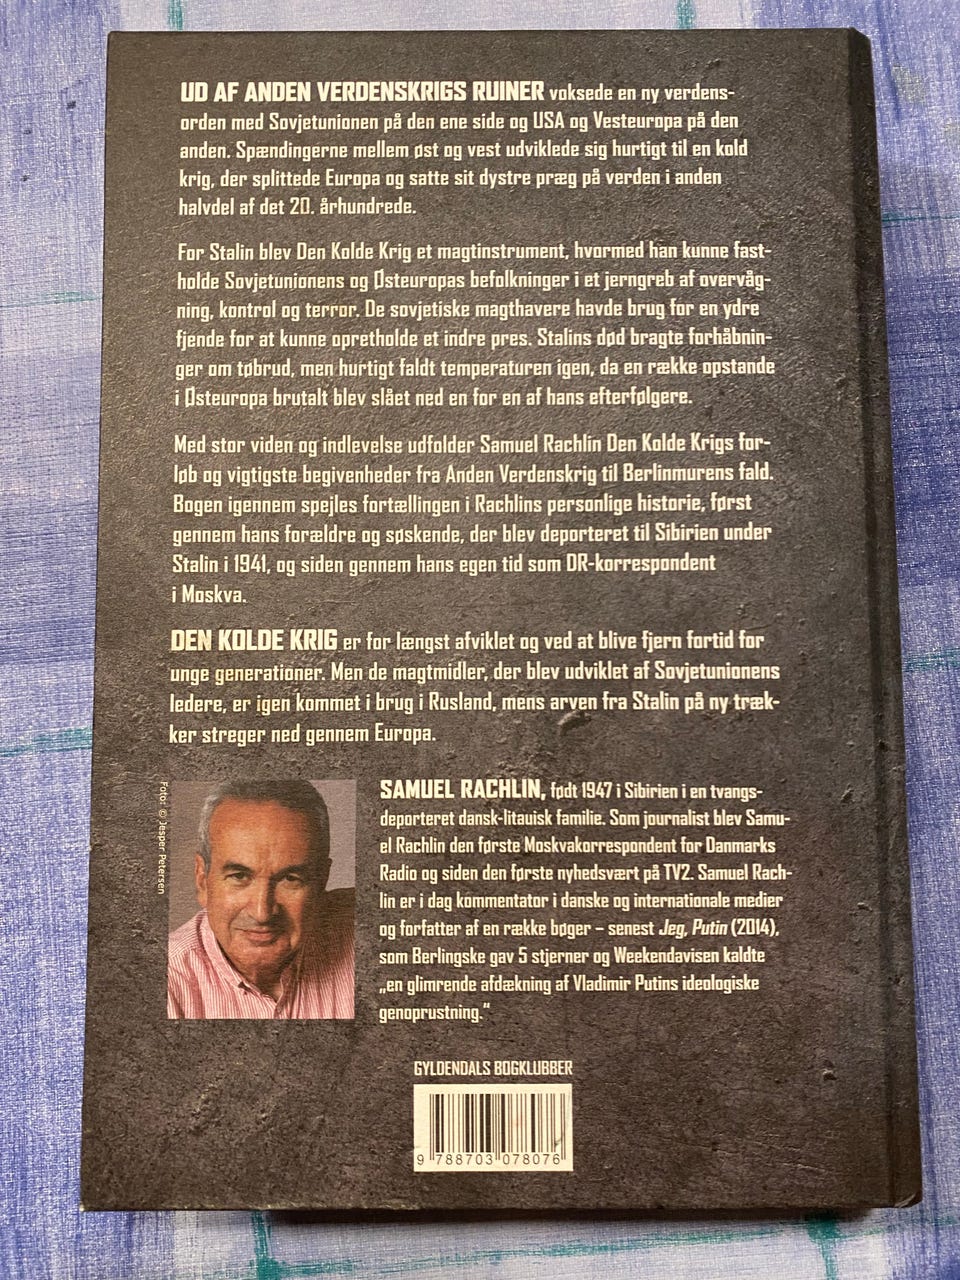 UD AF ANDEN VERDENSKRIGS RUINER voksede en ny verdens-
orden med Sovjetunionen på den ene side og USA og Vesteuropa på den
anden. Spændingerne mellem øst og vest udviklede sig hurtigt til en kold
krig, der splittede Europa og satte sit dystre præg på verden i anden
halvdel af det 20. århundrede.
For Stalin blev Den Kolde Krig et magtinstrument, hvormed han kunne fast-
holde Sovjetunionens og Østeuropas befolkninger i et jerngreb af overvåg-
ning, kontrol og terror. De sovjetiske magthavere havde brug for en ydre
fjende for at kunne opretholde et indre pres. Stalins død bragte forhåbnin-
ger om tøbrud, men hurtigt faldt temperaturen igen, da en række opstande
i Østeuropa brutalt blev slået ned en for en af hans efterfølgere.
Med stor viden og indlevelse udfolder Samuel Rachlin Den Kolde Krigs for-
løb og vigtigste begivenheder fra Anden Verdenskrig til Berlinmurens fald.
Bogen igennem spejles fortællingen i Rachlins personlige historie, først
gennem hans forældre og søskende, der blev deporteret til Sibirien under
Stalin i 1941, og siden gennem hans egen tid som DR-korrespondent
i Moskva.
DEN KOLDE KRIG er for længst afviklet og ved at blive fjern fortid for
unge generationer. Men de magtmidler, der blev udviklet af Sovjetunionens
ledere, er igen kommet i brug i Rusland, mens arven fra Stalin på ny træk-
ker streger ned gennem Europa.
Foto: © Jesper Petersen
SAMUEL RACHLIN, født 1947 i Sibirien i en tvangs-
deporteret dansk-litauisk familie. Som journalist blev Samu-
el Rachlin den første Moskvakorrespondent for Danmarks
Radio og siden den første nyhedsvært på TV2. Samuel Rach-
lin er i dag kommentator i danske og internationale medier
og forfatter af en række bøger – senest Jeg, Putin (2014),
som Berlingske gav 5 stjerner og Weekendavisen kaldte
„en glimrende afdækning af Vladimir Putins ideologiske
genoprustning.“
GYLDENDALS BOGKLUBBER
9 788703 078076